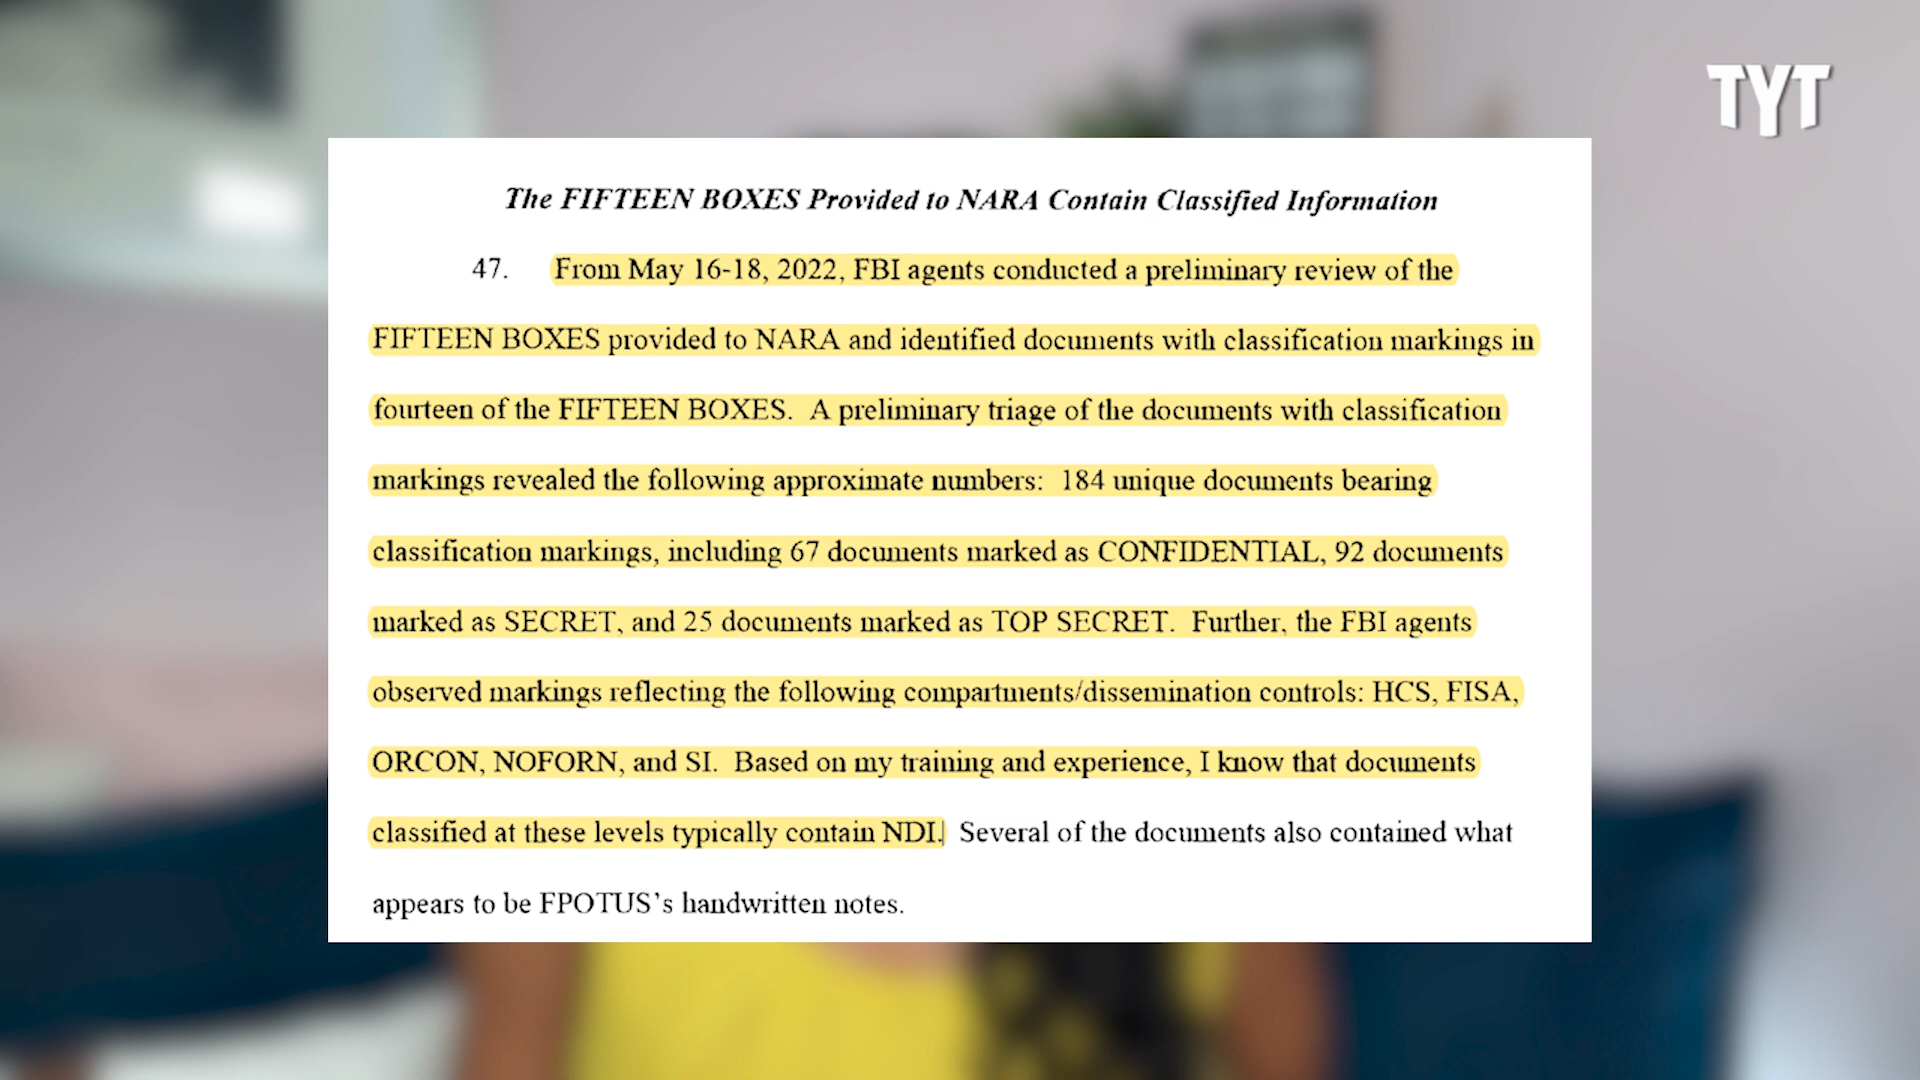 TYT
The FIFTEEN BOXES Provided to NARA Contain Classified Information
47. From May 16-18, 2022, FBI agents conducted a preliminary review of the
FIFTEEN BOXES provided to NARA and identified documents with classification markings in
fourteen of the FIFTEEN BOXES. A preliminary triage of the documents with classification
markings revealed the following approximate numbers: 184 unique documents bearing
classification markings, including 67 documents marked as CONFIDENTIAL, 92 documents
marked as SECRET, and 25 documents marked as TOP SECRET. Further, the FBI agents
observed markings reflecting the following compartments/dissemination controls: HCS, FISA,
ORCON, NOFORN, and SI. Based on my training and experience, I know that documents
classified at these levels typically contain NDI. Several of the documents also contained what
appears to be FPOTUS’s handwritten notes.